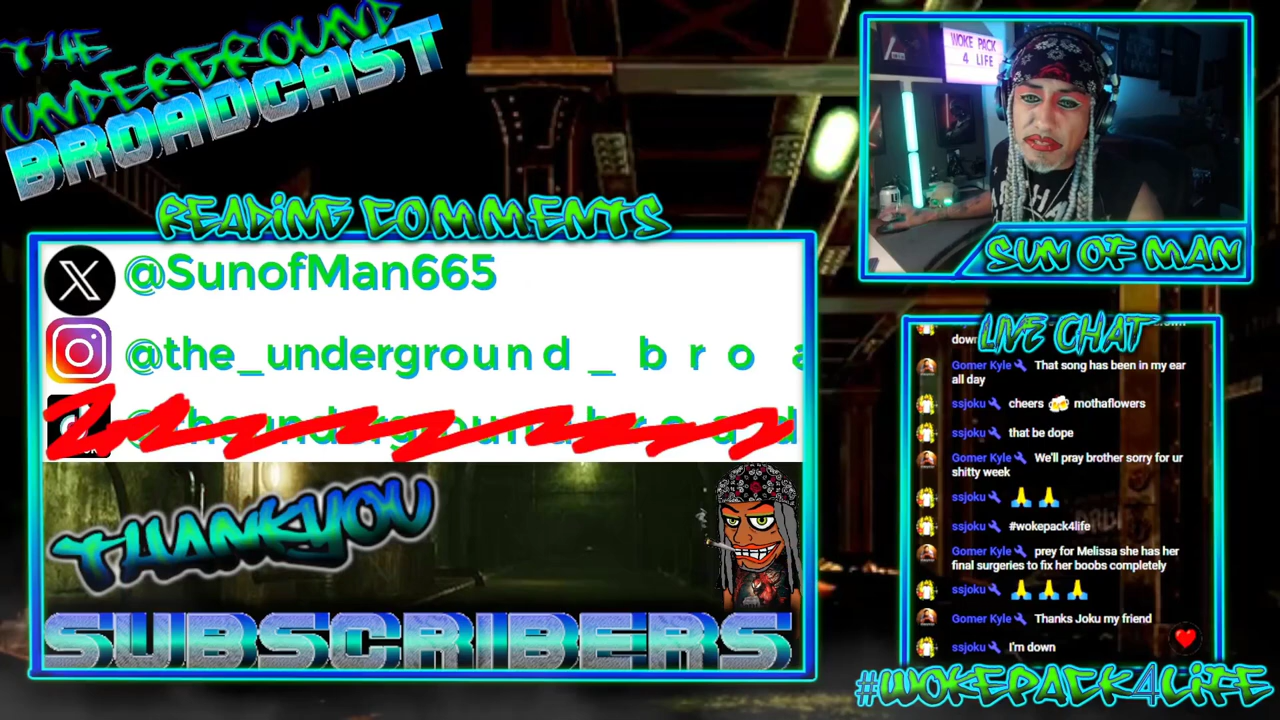 THE
UNDERGROUND
BROADCAST
READING COMMENTS
@SunofMan665
@the_underground_broa
THANKYOU
SUBSCRIBERS
WOKE PACK
4 LIFE
SUN OF MAN
LIVE CHAT
down
Gomer Kyle That song has been in my ear
all day
ssjoku cheers 🍻 mothaflowers
ssjoku that be dope
Gomer Kyle We'll pray brother sorry for ur
shitty week
ssjoku 🙏 🙏
ssjoku #wokepack4life
Gomer Kyle prey for Melissa she has her
final surgeries to fix her boobs completely
ssjoku 🙏 🙏 🙏
Gomer Kyle Thanks Joku my friend
ssjoku I'm down
#WOKEPACK4LIFE